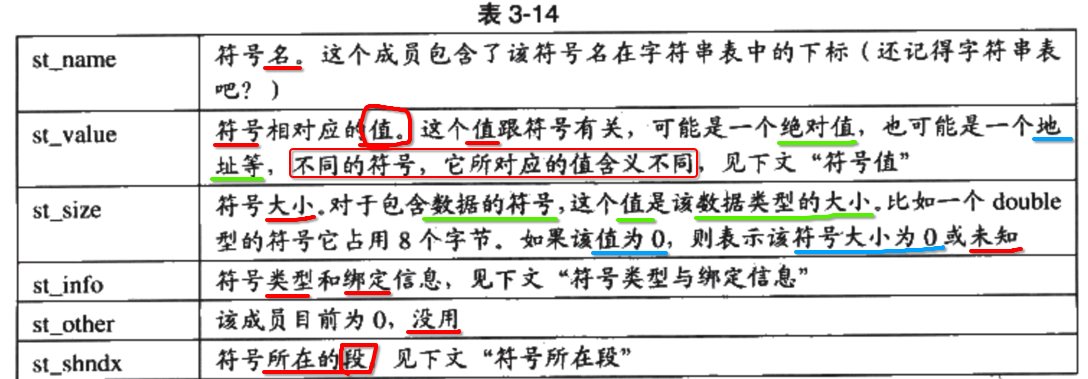 表 3-14
st_name
符号名。这个成员包含了该符号名在字符串表中的下标（还记得字符串表
吧？）
st_value
符号相对应的值。这个值跟符号有关，可能是一个绝对值，也可能是一个地
址等，不同的符号，它所对应的值含义不同，见下文“符号值”
st_size
符号大小。对于包含数据的符号，这个值是该数据类型的大小。比如一个 double
型的符号它占用 8 个字节。如果该值为 0，则表示该符号大小为 0 或未知
st_info
符号类型和绑定信息，见下文“符号类型与绑定信息”
st_other
该成员目前为 0，没用
st_shndx
符号所在的段 见下文“符号所在段”